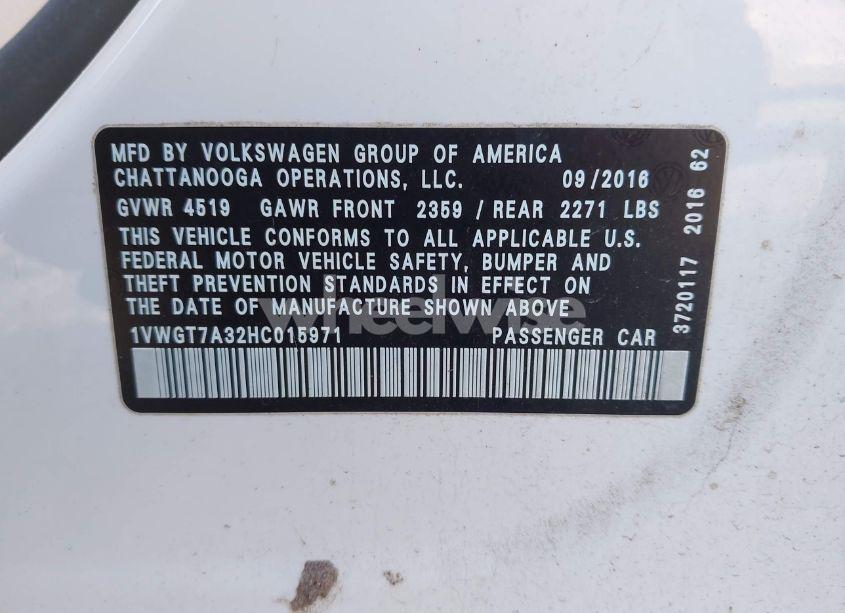 MFD BY VOLKSWAGEN GROUP OF AMERICA
CHATTANOOGA OPERATIONS, LLC. 09/2016
GVWR 4519 GAWR FRONT 2359 / REAR 2271 LBS
THIS VEHICLE CONFORMS TO ALL APPLICABLE U.S.
FEDERAL MOTOR VEHICLE SAFETY, BUMPER AND
THEFT PREVENTION STANDARDS IN EFFECT ON
THE DATE OF MANUFACTURE SHOWN ABOVE
1VWGT7A32HC015971 PASSENGER CAR
3720117 2016 62
wheelwise